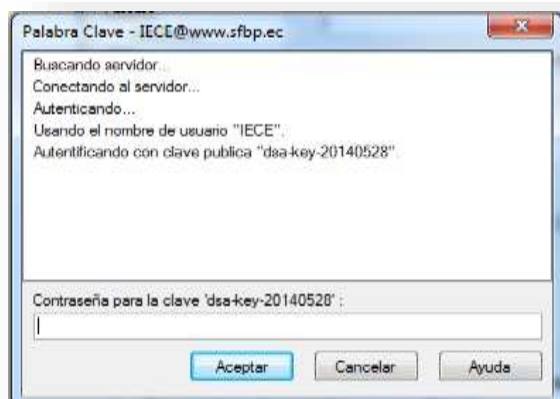 Palabra Clave - IECE@www.sfbp.ec
Buscando servidor...
Conectando al servidor...
Autenticando...
Usando el nombre de usuario "IECE".
Autentificando con clave publica "dsa-key-20140528".
Contraseña para la clave 'dsa-key-20140528' :
Aceptar Cancelar Ayuda